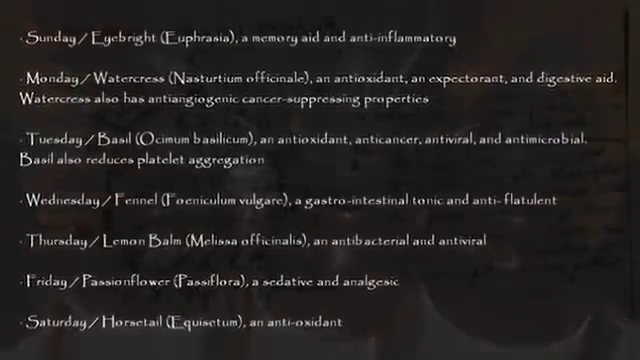 · Sunday / Eyebright (Euphrasia), a memory aid and anti-inflammatory
· Monday / Watercress (Nasturtium officinale), an antioxidant, an expectorant, and digestive aid.
Watercress also has antiangiogenic cancer-suppressing properties
· Tuesday / Basil (Ocimum basilicum), an antioxidant, anticancer, antiviral, and antimicrobial.
Basil also reduces platelet aggregation
· Wednesday / Fennel (Foeniculum vulgare), a gastro-intestinal tonic and anti-flatulent
· Thursday / Lemon Balm (Melissa officinalis), an antibacterial and antiviral
· Friday / Passionflower (Passiflora), a sedative and analgesic
· Saturday / Horsetail (Equisetum), an anti-oxidant